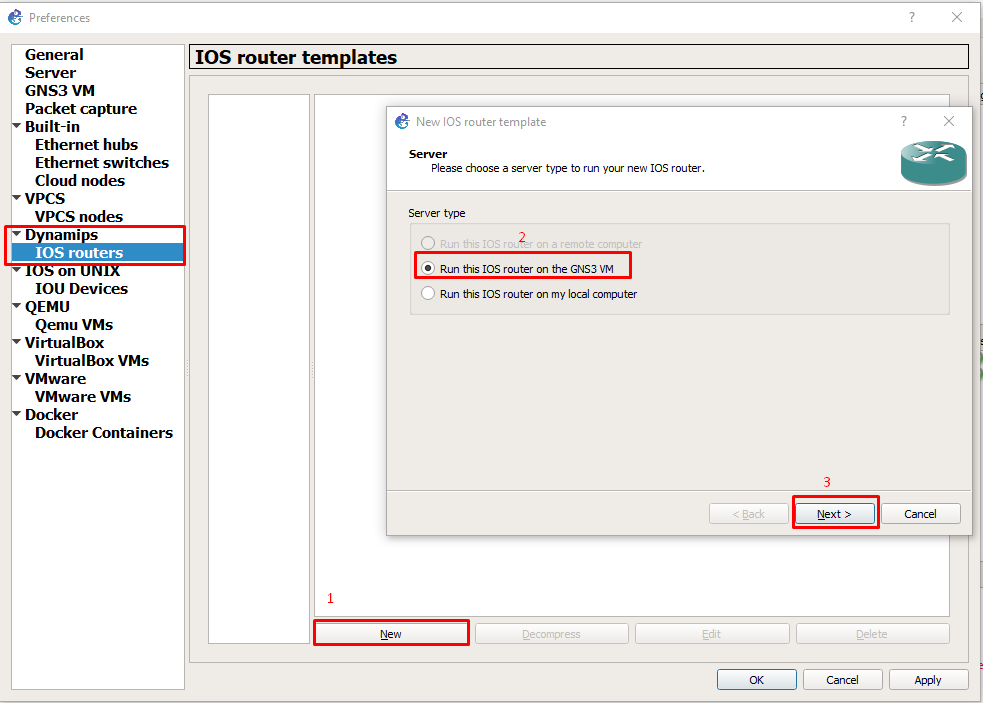 Preferences
?
General
Server
GNS3 VM
Packet capture
Built-in
Ethernet hubs
Ethernet switches
Cloud nodes
VPCS
VPCS nodes
Dynamips
IOS routers
IOS on UNIX
IOU Devices
QEMU
Qemu VMs
VirtualBox
VirtualBox VMs
VMware
VMware VMs
Docker
Docker Containers
IOS router templates
New IOS router template
?
Server
Please choose a server type to run your new IOS router.
Server type
2
Run this IOS router on a remote computer
Run this IOS router on the GNS3 VM
Run this IOS router on my local computer
3
< Back
Next >
Cancel
1
New
Decompress
Edit
Delete
OK
Cancel
Apply